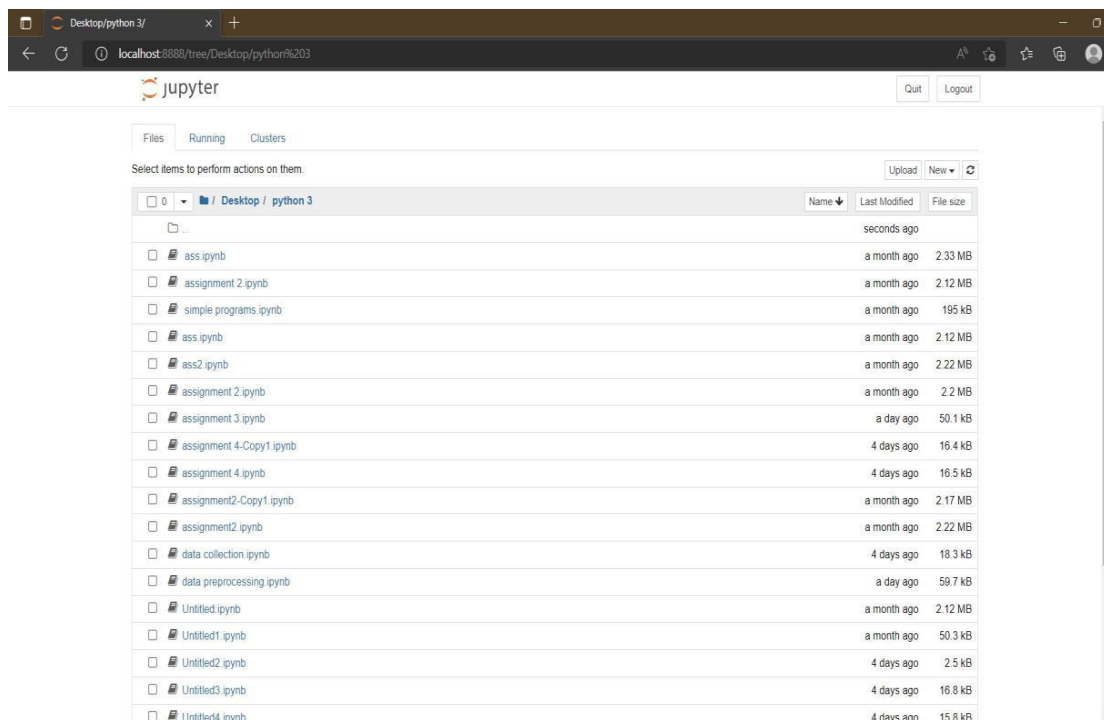 Desktop/python 3/
localhost:8888/tree/Desktop/python%203
jupyter
Quit Logout
Files Running Clusters
Select items to perform actions on them.
Upload New
0 / Desktop / python 3 Name Last Modified File size
.. seconds ago
ass.ipynb a month ago 2.33 MB
assignment 2.ipynb a month ago 2.12 MB
simple programs.ipynb a month ago 195 kB
ass.ipynb a month ago 2.12 MB
ass2.ipynb a month ago 2.22 MB
assignment 2.ipynb a month ago 2.2 MB
assignment 3.ipynb a day ago 50.1 kB
assignment 4-Copy1.ipynb 4 days ago 16.4 kB
assignment 4.ipynb 4 days ago 16.5 kB
assignment2-Copy1.ipynb a month ago 2.17 MB
assignment2.ipynb a month ago 2.22 MB
data collection.ipynb 4 days ago 18.3 kB
data preprocessing.ipynb a day ago 59.7 kB
Untitled.ipynb a month ago 2.12 MB
Untitled1.ipynb a month ago 50.3 kB
Untitled2.ipynb 4 days ago 2.5 kB
Untitled3.ipynb 4 days ago 16.8 kB
Untitled4.ipynb 4 days ago 15.8 kB